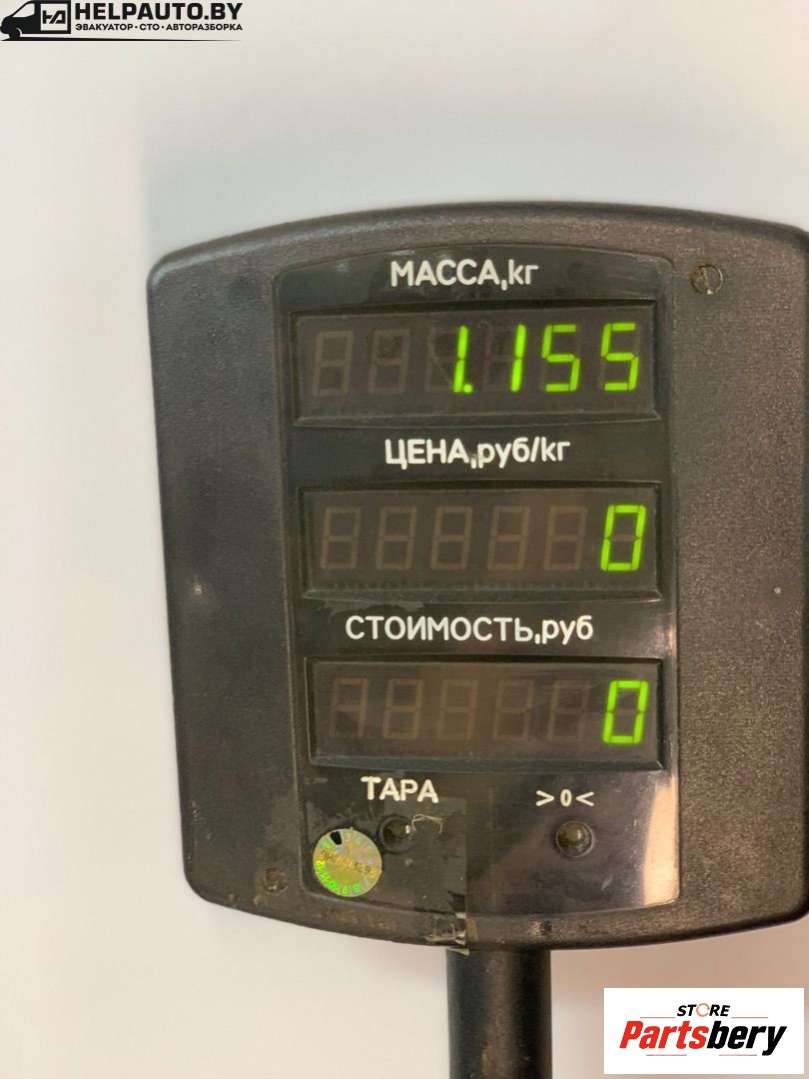 HELPAUTO.BY
ЭВАКУАТОР • СТО • АВТОРАЗБОРКА
МАССА,кг
1.155
ЦЕНА,руб/кг
0
СТОИМОСТЬ,руб
0
ТАРА >0<
STORE
Partsbery